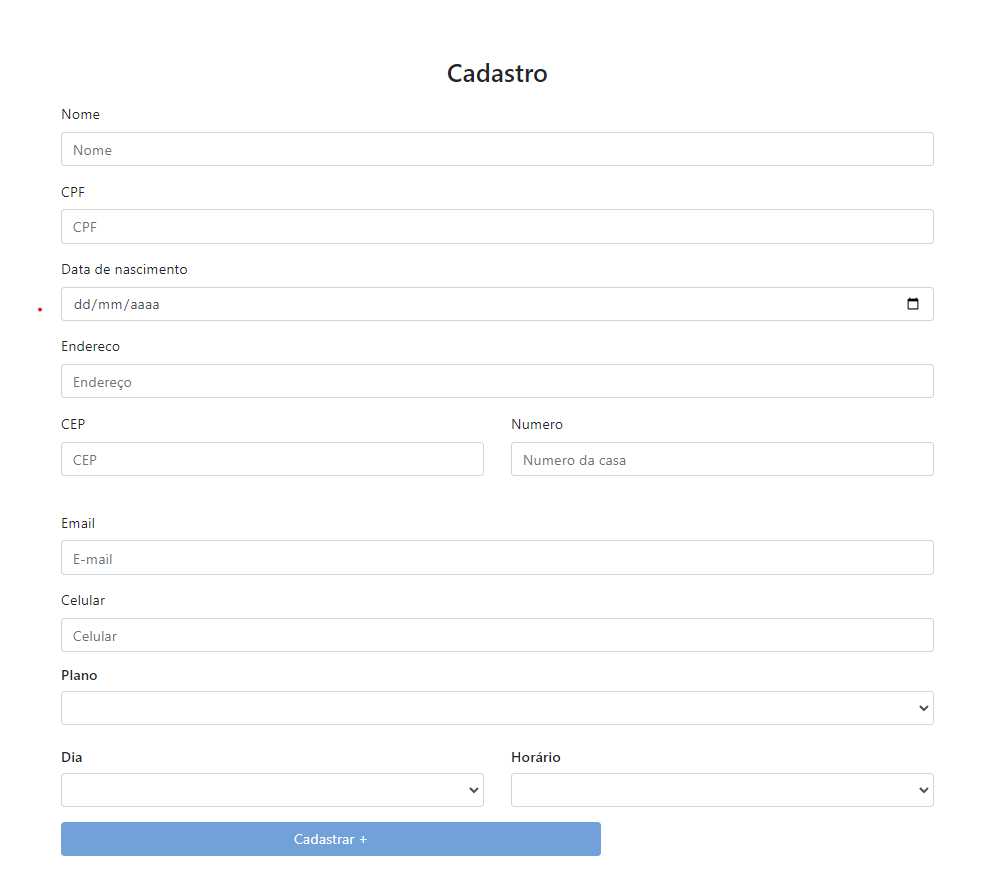 Cadastro
Nome
Nome
CPF
CPF
Data de nascimento
dd/mm/aaaa
Endereco
Endereço
CEP Numero
CEP Numero da casa
Email
E-mail
Celular
Celular
Plano
Dia Horário
Cadastrar +